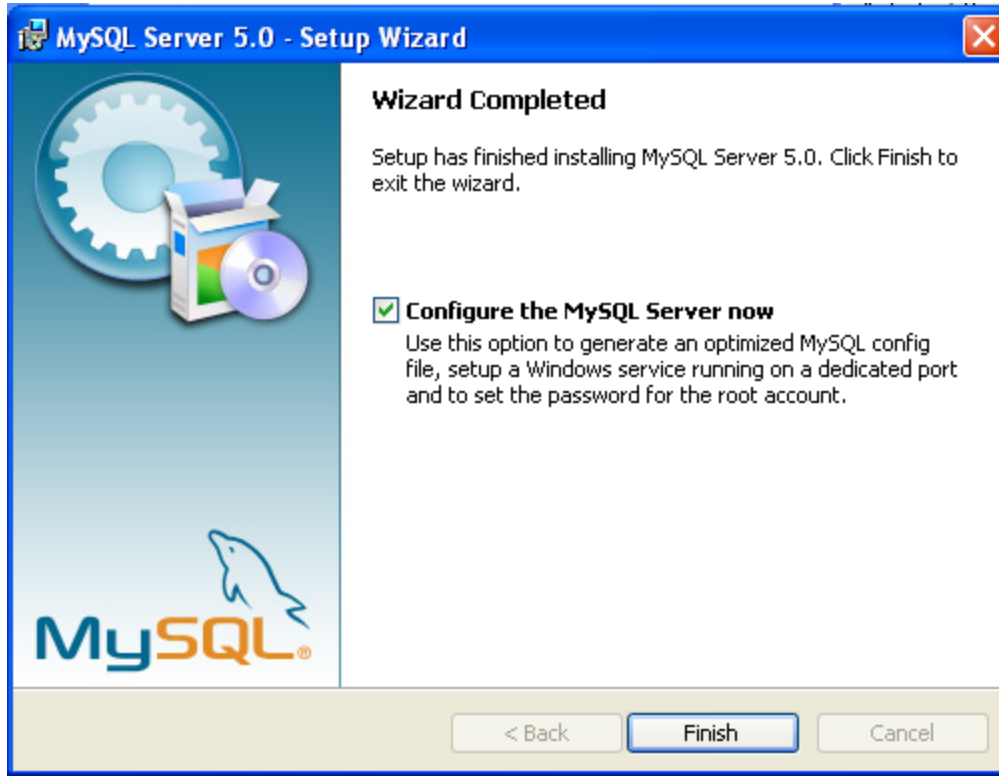 MySQL Server 5.0 - Setup Wizard
Wizard Completed
Setup has finished installing MySQL Server 5.0. Click Finish to
exit the wizard.
Configure the MySQL Server now
Use this option to generate an optimized MySQL config
file, setup a Windows service running on a dedicated port
and to set the password for the root account.
MySQL®
< Back
Finish
Cancel